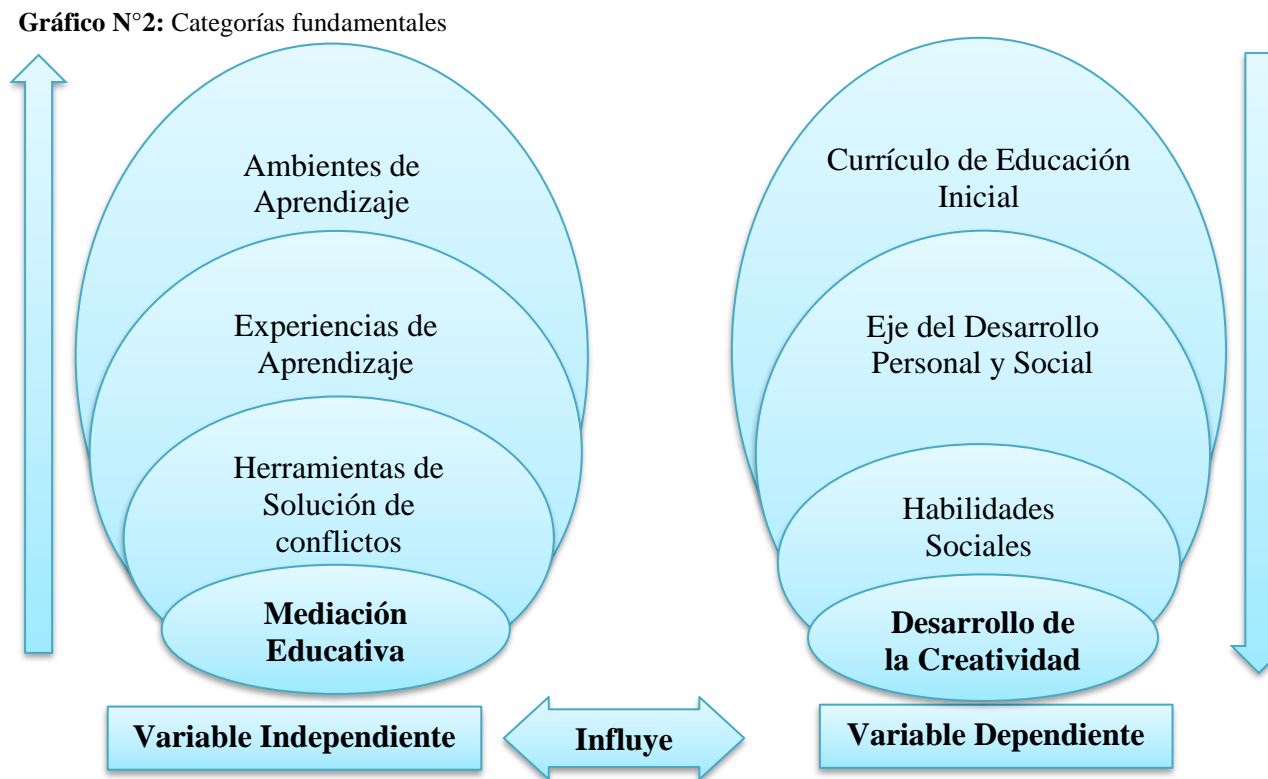 Gráfico N°2: Categorías fundamentales
Ambientes de
Aprendizaje
Experiencias de
Aprendizaje
Herramientas de
Solución de
conflictos
Mediación
Educativa
Variable Independiente
Influye
Currículo de Educación
Inicial
Eje del Desarrollo
Personal y Social
Habilidades
Sociales
Desarrollo de
la Creatividad
Variable Dependiente